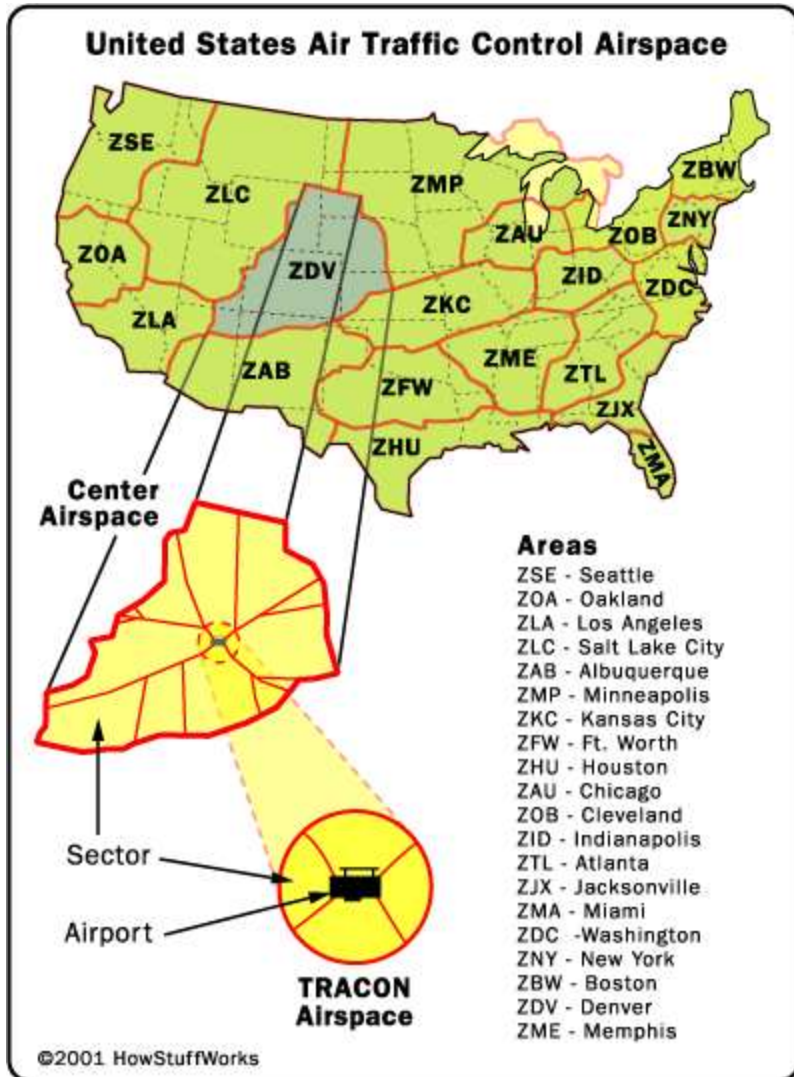 United States Air Traffic Control Airspace
ZSE
ZLC
ZMP
ZBW
ZNY
ZAU
ZOB
ZOA
ZDV
ZID
ZDC
ZKC
ZLA
ZME
ZAB
ZFW
ZTL
ZJX
ZHU
ZMA
Center
Airspace
Sector
Airport
TRACON
Airspace
Areas
ZSE - Seattle
ZOA - Oakland
ZLA - Los Angeles
ZLC - Salt Lake City
ZAB - Albuquerque
ZMP - Minneapolis
ZKC - Kansas City
ZFW - Ft. Worth
ZHU - Houston
ZAU - Chicago
ZOB - Cleveland
ZID - Indianapolis
ZTL - Atlanta
ZJX - Jacksonville
ZMA - Miami
ZDC -Washington
ZNY - New York
ZBW - Boston
ZDV - Denver
ZME - Memphis
©2001 HowStuffWorks